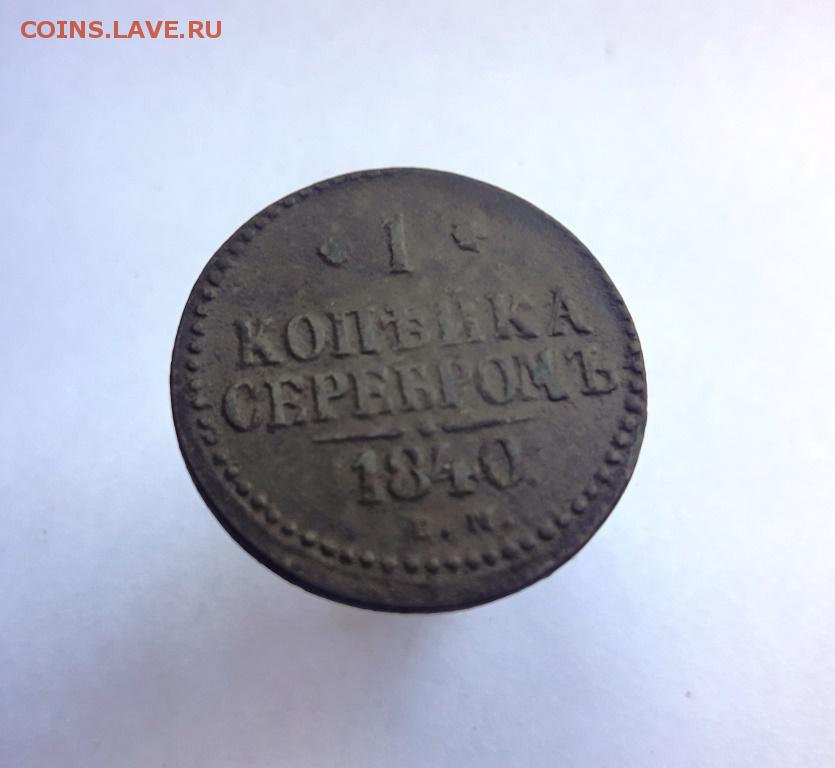 COINS.LAVE.RU
* 1 *
КОПѢЙКА
СЕРЕБРОМЪ
1840.
Е. М.